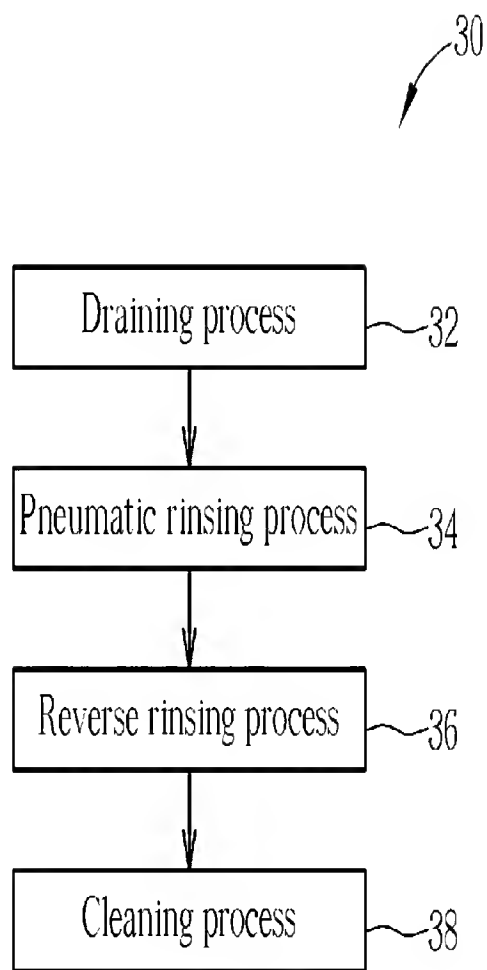 30
Draining process
32
Pneumatic rinsing process
34
Reverse rinsing process
36
Cleaning process
38